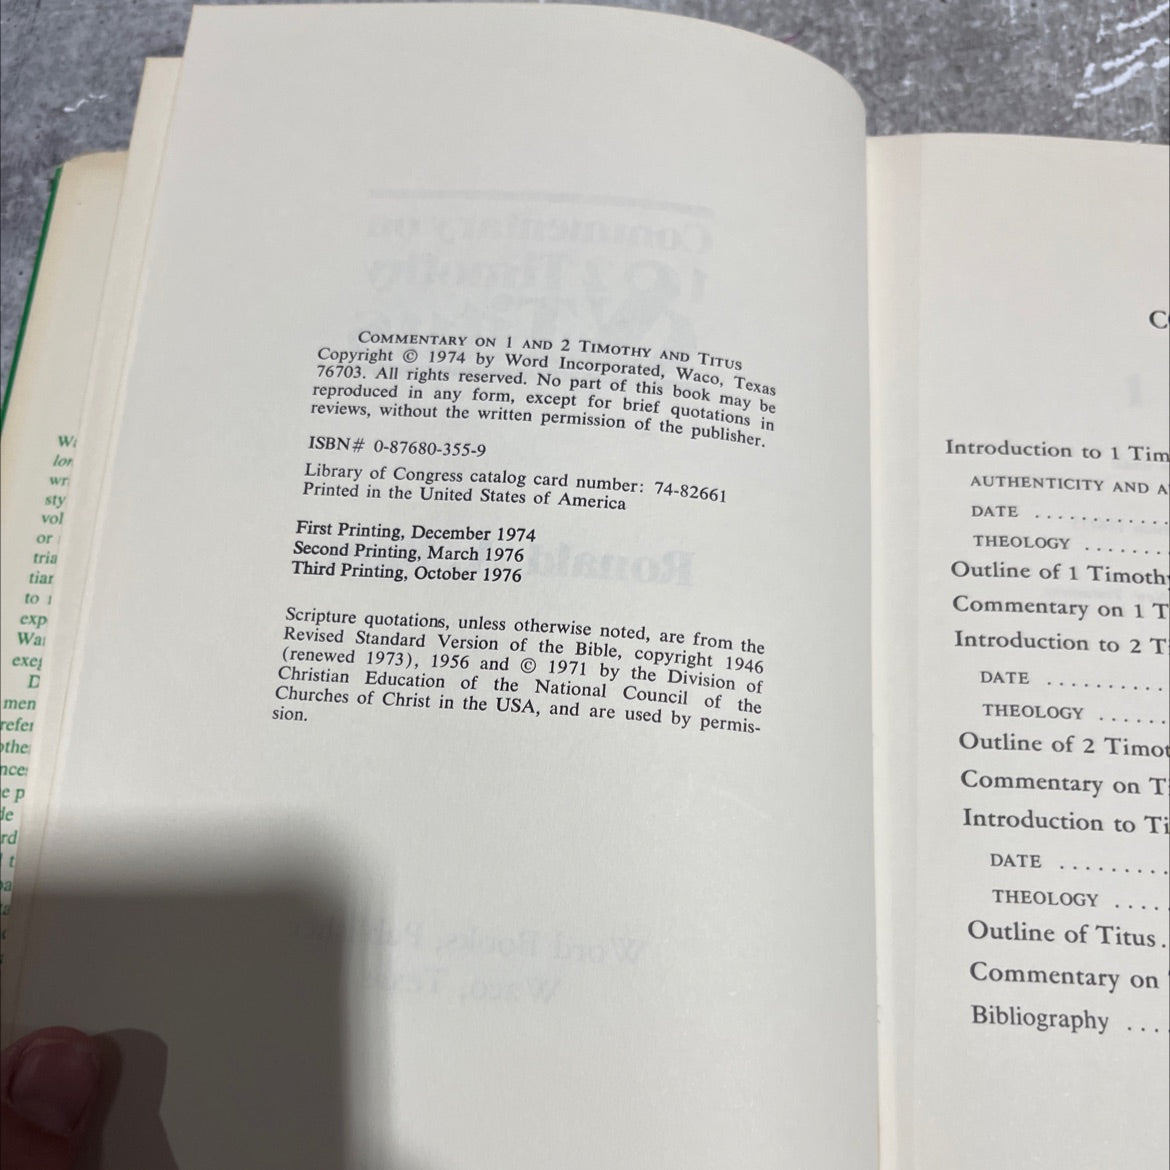 COMMENTARY ON 1 AND 2 TIMOTHY AND TITUS
Copyright © 1974 by Word Incorporated, Waco, Texas
76703. All rights reserved. No part of this book may be
reproduced in any form, except for brief quotations in
reviews, without the written permission of the publisher.
ISBN# 0-87680-355-9
Library of Congress catalog card number: 74-82661
Printed in the United States of America
First Printing, December 1974
Second Printing, March 1976
Third Printing, October 1976
Scripture quotations, unless otherwise noted, are from the
Revised Standard Version of the Bible, copyright 1946
(renewed 1973), 1956 and © 1971 by the Division of
Christian Education of the National Council of the
Churches of Christ in the USA, and are used by permis-
sion.
Introduction to 1 Tim
AUTHENTICITY AND A
DATE ............
THEOLOGY ........
Outline of 1 Timothy
Commentary on 1 T
Introduction to 2 T
DATE ...........
THEOLOGY ......
Outline of 2 Timot
Commentary on T
Introduction to Ti
DATE ..........
THEOLOGY ....
Outline of Titus .
Commentary on
Bibliography ...